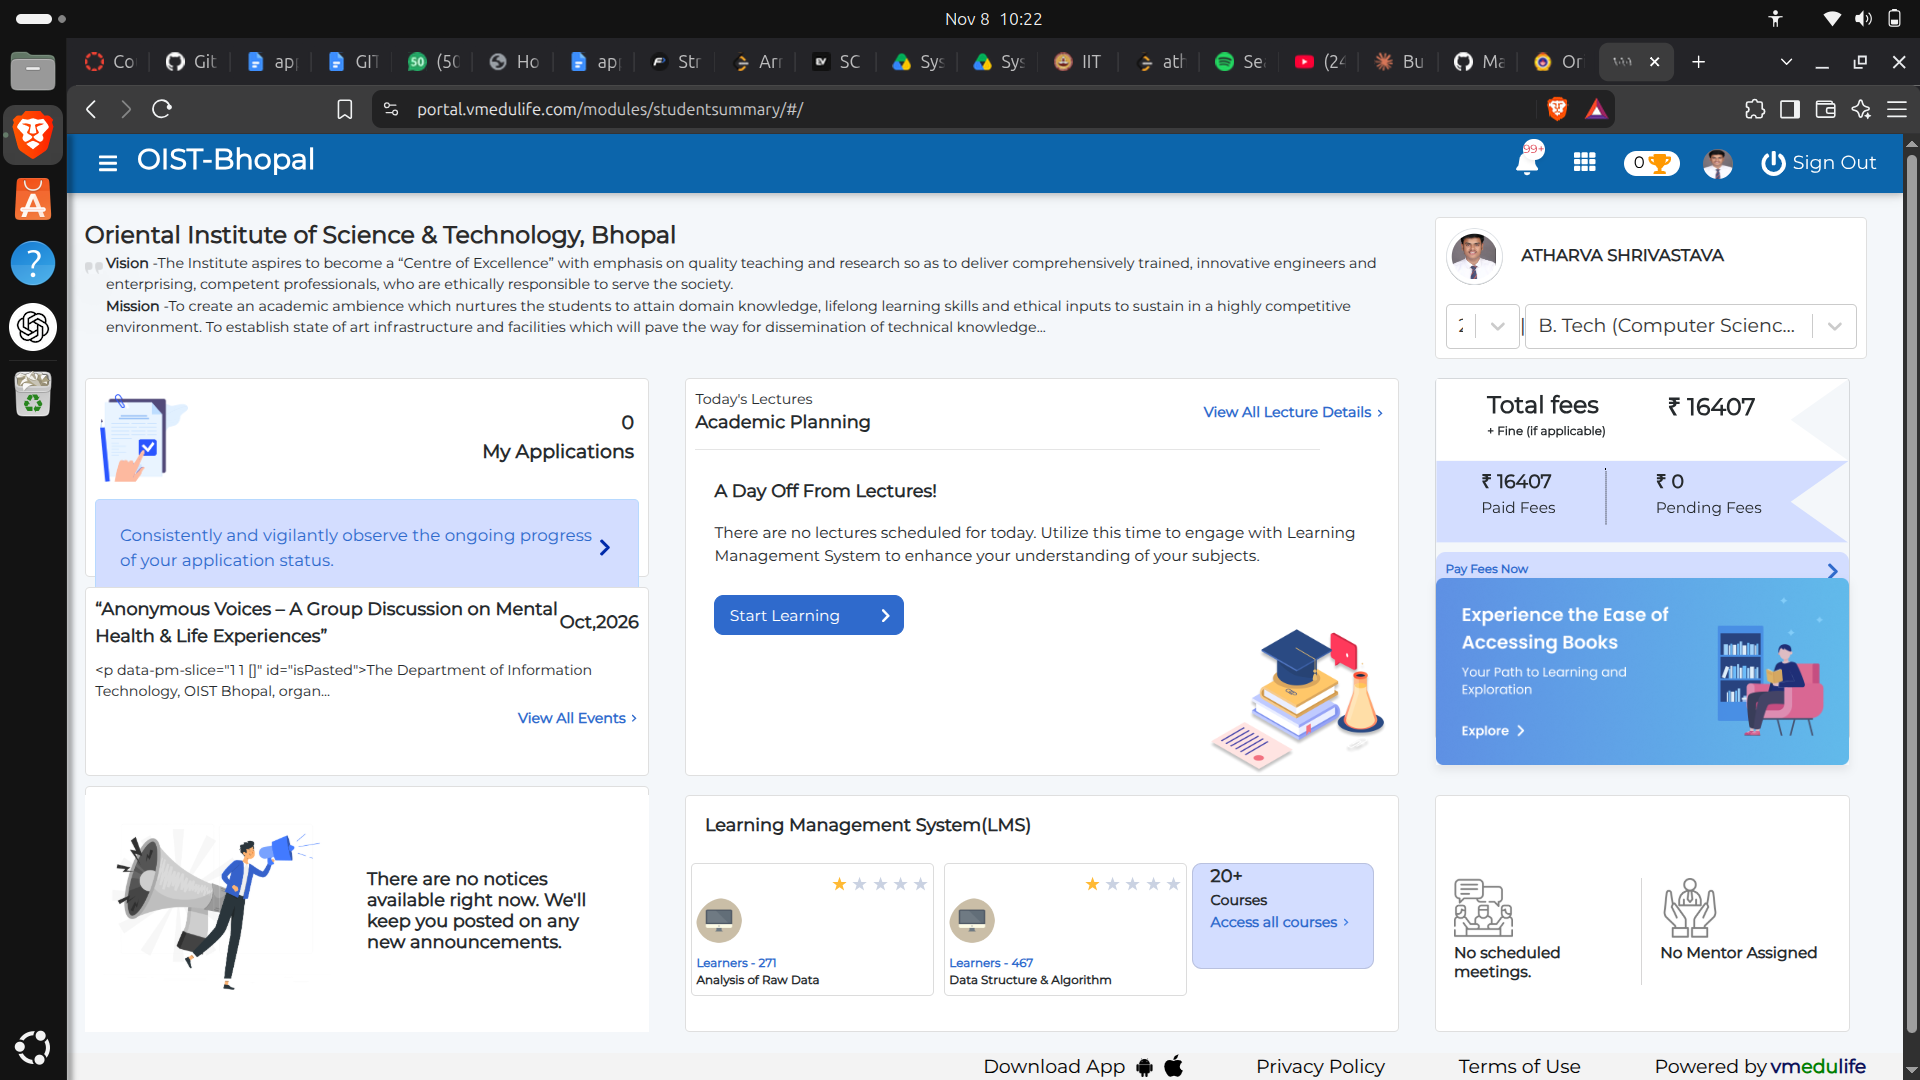 Nov 8 10:22
Co
Git
app
GIT
50
(50
Ho
app
Str
Arr
SC
Sys
Sys
IIT
ath
Sea
(24
Bu
Ma
Ori
portal.vmedulife.com/modules/studentsummary/#/
OIST-Bhopal
99+
0
Sign Out
Oriental Institute of Science & Technology, Bhopal
Vision -The Institute aspires to become a “Centre of Excellence” with emphasis on quality teaching and research so as to deliver comprehensively trained, innovative engineers and
enterprising, competent professionals, who are ethically responsible to serve the society.
Mission -To create an academic ambience which nurtures the students to attain domain knowledge, lifelong learning skills and ethical inputs to sustain in a highly competitive
environment. To establish state of art infrastructure and facilities which will pave the way for dissemination of technical knowledge...
ATHARVA SHRIVASTAVA
B. Tech (Computer Scienc...
0
My Applications
Consistently and vigilantly observe the ongoing progress
of your application status.
“Anonymous Voices – A Group Discussion on Mental
Health & Life Experiences”
Oct,2026
<p data-pm-slice="1 1 []" id="isPasted">The Department of Information
Technology, OIST Bhopal, organ...
View All Events ›
There are no notices
available right now. We'll
keep you posted on any
new announcements.
Today's Lectures
Academic Planning
View All Lecture Details ›
A Day Off From Lectures!
There are no lectures scheduled for today. Utilize this time to engage with Learning
Management System to enhance your understanding of your subjects.
Start Learning
Learning Management System(LMS)
Learners - 271
Analysis of Raw Data
Learners - 467
Data Structure & Algorithm
20+
Courses
Access all courses ›
Total fees
+ Fine (if applicable)
₹ 16407
₹ 16407
Paid Fees
₹ 0
Pending Fees
Pay Fees Now
Experience the Ease of
Accessing Books
Your Path to Learning and
Exploration
Explore
No scheduled
meetings.
No Mentor Assigned
Download App
Privacy Policy
Terms of Use
Powered by vmedulife